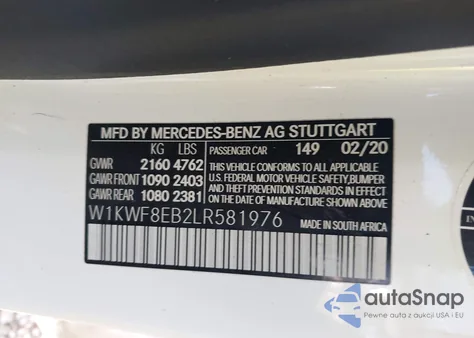 MFD BY MERCEDES-BENZ AG STUTTGART
KG LBS PASSENGER CAR 149 02/20
GVWR 2160 4762 THIS VEHICLE CONFORMS TO ALL APPLICABLE
GAWR FRONT 1090 2403 U.S. FEDERAL MOTOR VEHICLE SAFETY,BUMPER
GAWR REAR 1080 2381 AND THEFT PREVENTION STANDARDS IN EFFECT
ON THE DATE OF MANUFACTURE SHOWN ABOVE
W1KWF8EB2LR581976 MADE IN SOUTH AFRICA
autaSnap
Pewne auta z aukcji USA i EU